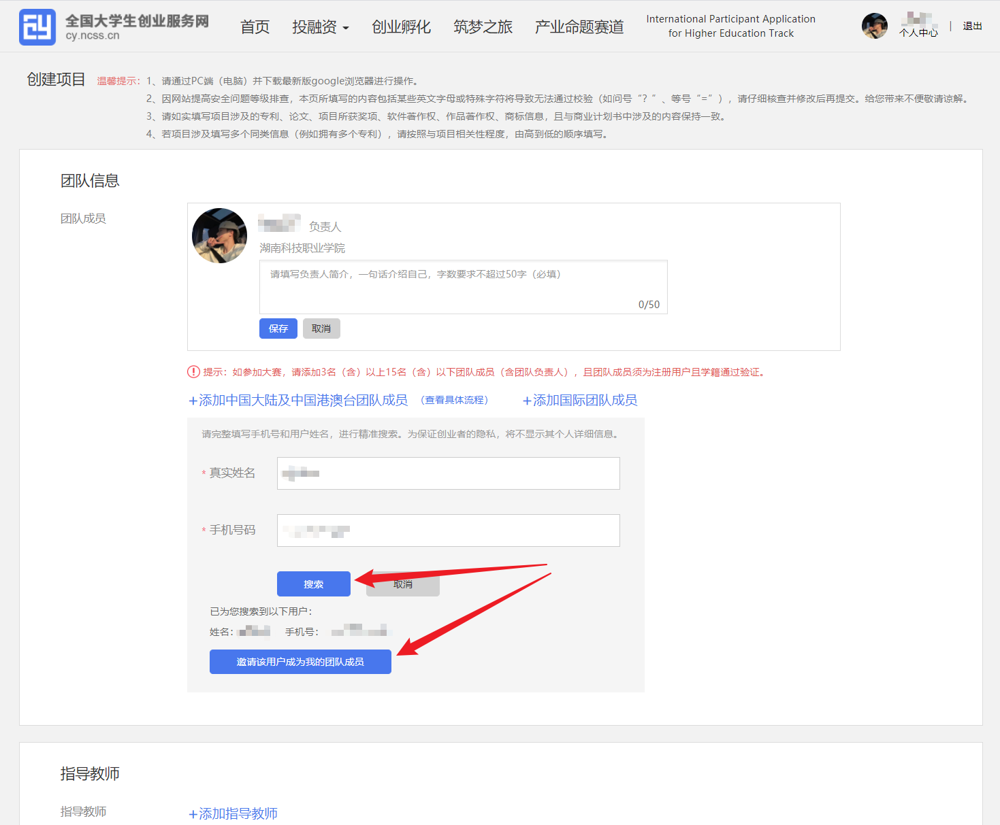 全国大学生创业服务网
cy.ncss.cn
首页 投融资 创业孵化 筑梦之旅 产业命题赛道
International Participant Application
for Higher Education Track
个人中心 | 退出
创建项目 温馨提示：1、请通过PC端（电脑）并下载最新版google浏览器进行操作。
2、因网站提高安全问题等级排查，本页所填写的内容包括某些英文字母或特殊字符将导致无法通过校验（如问号“？”、等号“=”），请仔细核查并修改后再提交。给您带来不便敬请谅解。
3、请如实填写项目涉及的专利、论文、项目所获奖项、软件著作权、作品著作权、商标信息，且与商业计划书中涉及的内容保持一致。
4、若项目涉及填写多个同类信息（例如拥有多个专利），请按照与项目相关性程度，由高到低的顺序填写。
团队信息
团队成员
负责人
湖南科技职业学院
请填写负责人简介，一句话介绍自己，字数要求不超过50字（必填）
0/50
保存 取消
提示：如参加大赛，请添加3名（含）以上15名（含）以下团队成员（含团队负责人），且团队成员须为注册用户且学籍通过验证。
+添加中国大陆及中国港澳台团队成员 （查看具体流程） +添加国际团队成员
请完整填写手机号和用户姓名，进行精准搜索。为保证创业者的隐私，将不显示其个人详细信息。
* 真实姓名
* 手机号码
搜索 取消
已为您搜索到以下用户：
姓名： 手机号：
邀请该用户成为我的团队成员
指导教师
指导教师 +添加指导教师